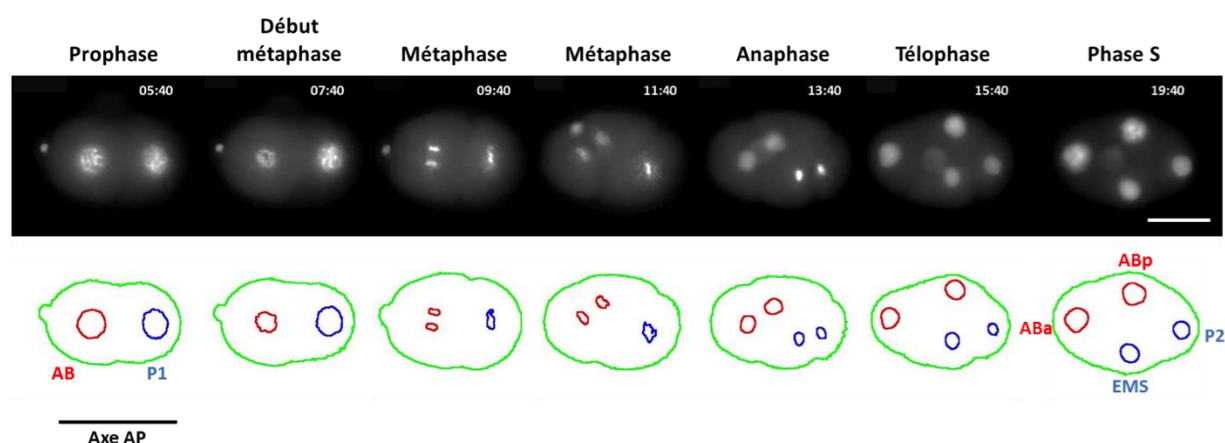 Début
Prophase métaphase Métaphase Métaphase Anaphase Télophase Phase S
05:40 07:40 09:40 11:40 13:40 15:40 19:40
ABp
ABa P2
AB P1 EMS
Axe AP